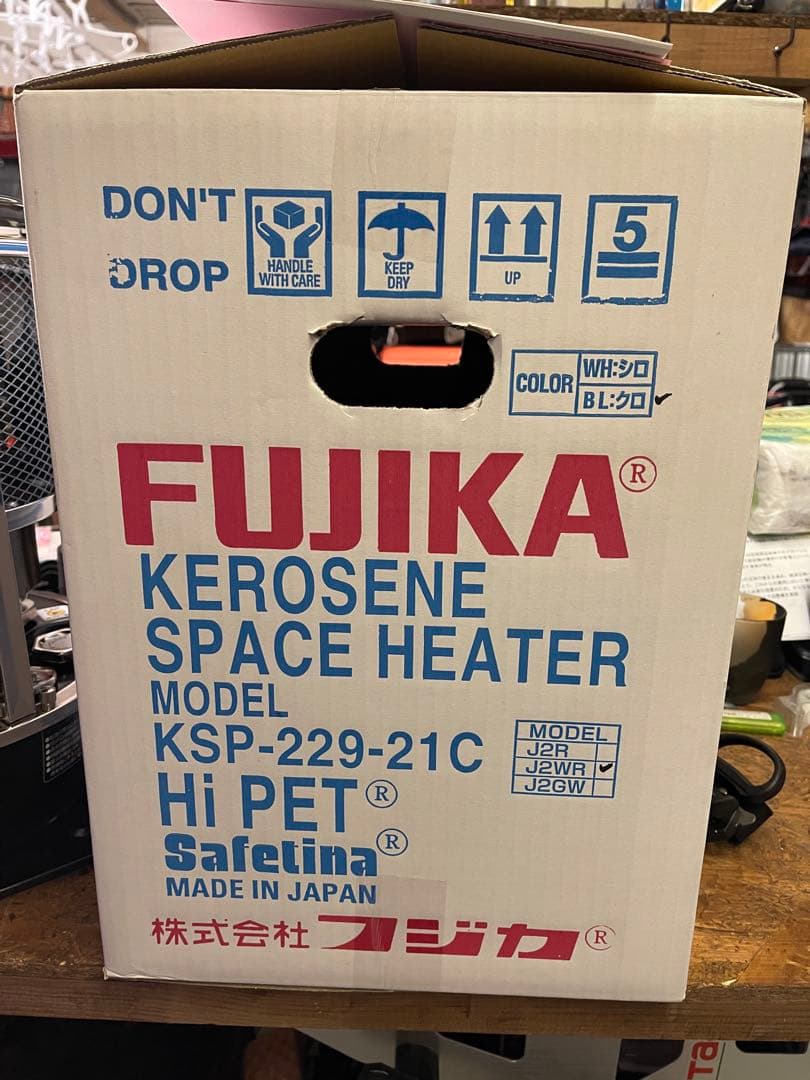 DON'T
DROP
HANDLE
WITH CARE
KEEP
DRY
UP
5
COLOR
WH:シロ
BL:クロ ✓
FUJIKA®
KEROSENE
SPACE HEATER
MODEL
KSP-229-21C
MODEL
J2R
J2WR ✓
J2GW
Hi PET®
Safetina®
MADE IN JAPAN
株式会社フジカ®